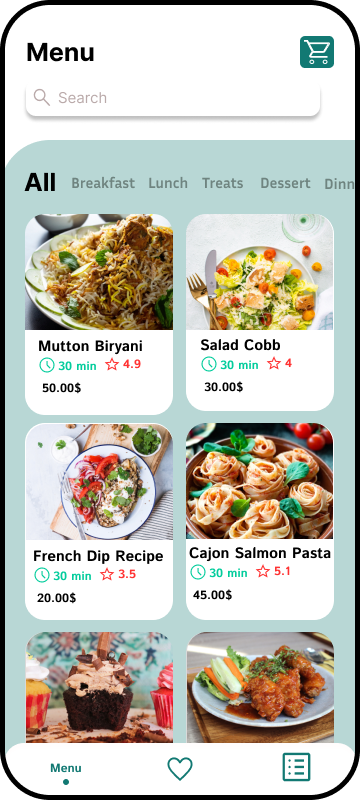 Menu
Search
All Breakfast Lunch Treats Dessert Dinn
Mutton Biryani
30 min 4.9
50.00$
Salad Cobb
30 min 4
30.00$
French Dip Recipe
30 min 3.5
20.00$
Cajon Salmon Pasta
30 min 5.1
45.00$
Menu